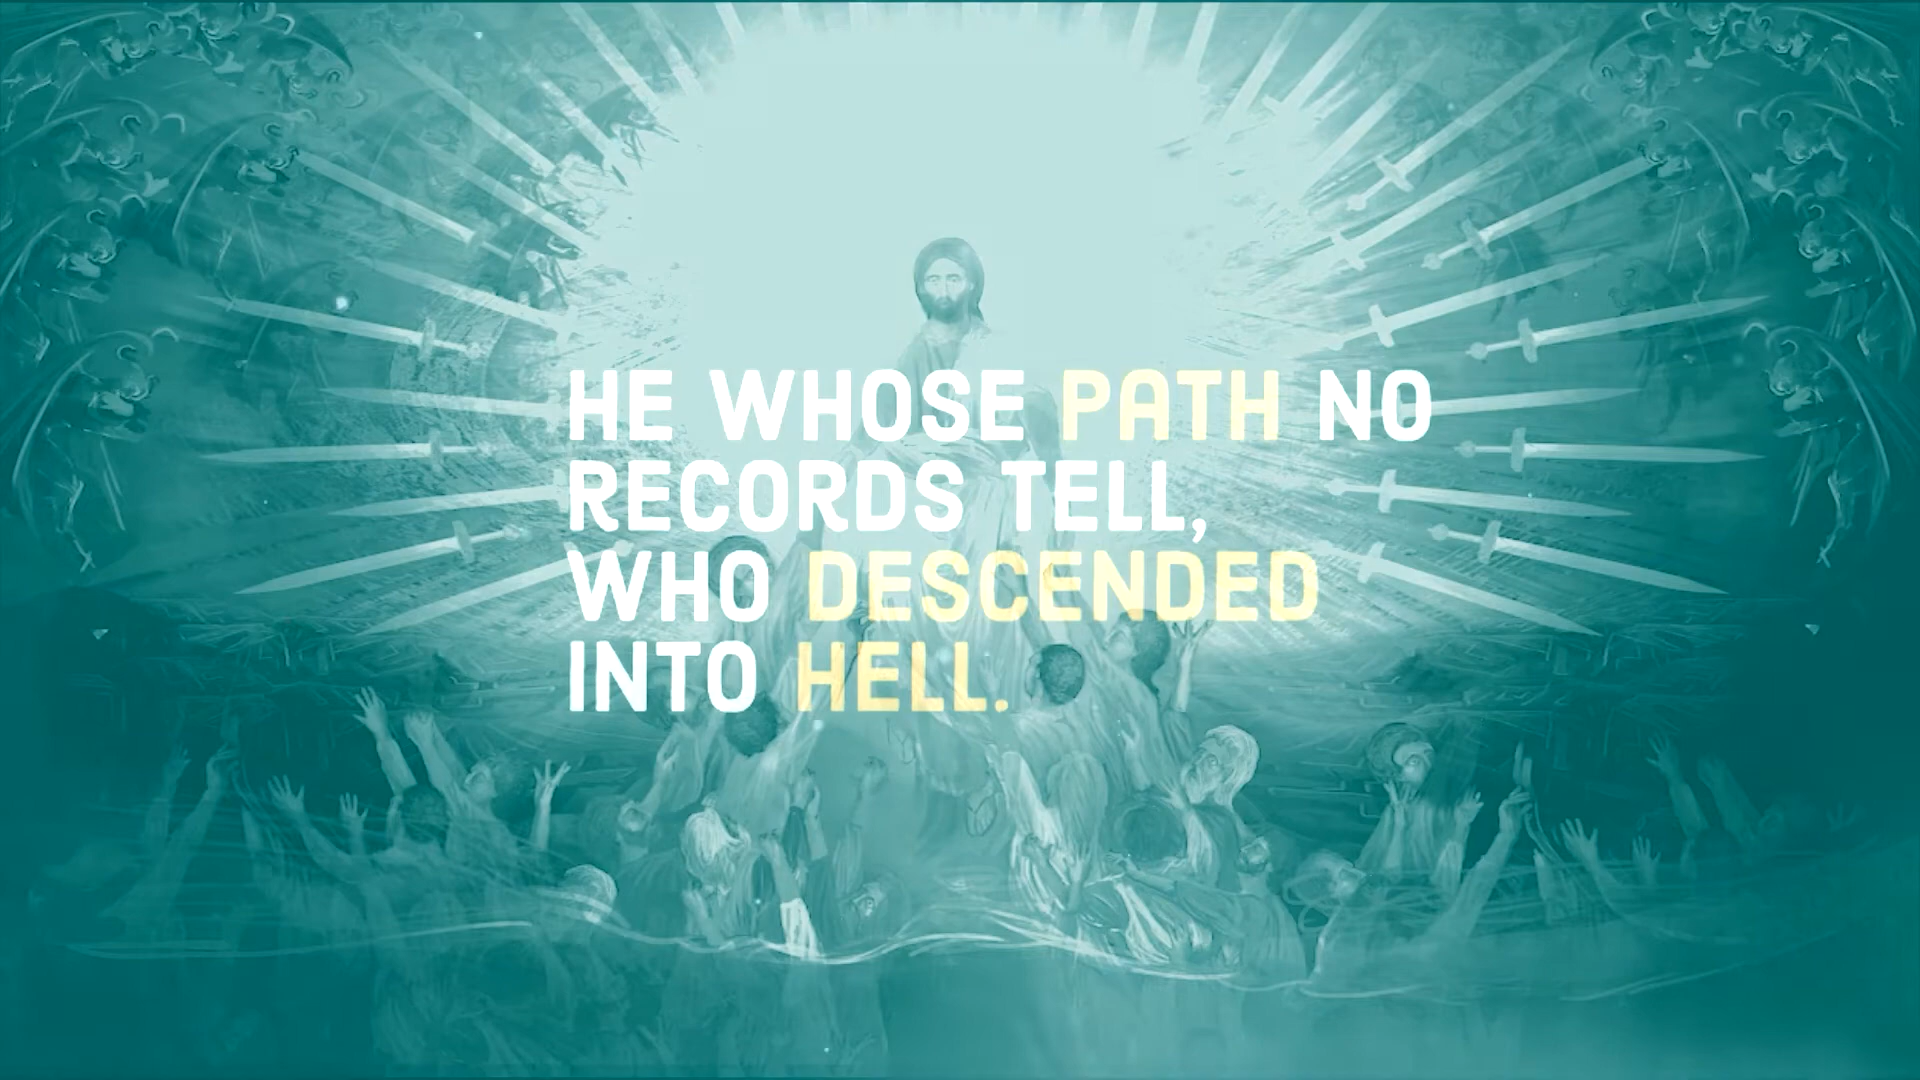 HE WHOSE PATH NO
RECORDS TELL,
WHO DESCENDED
INTO HELL.